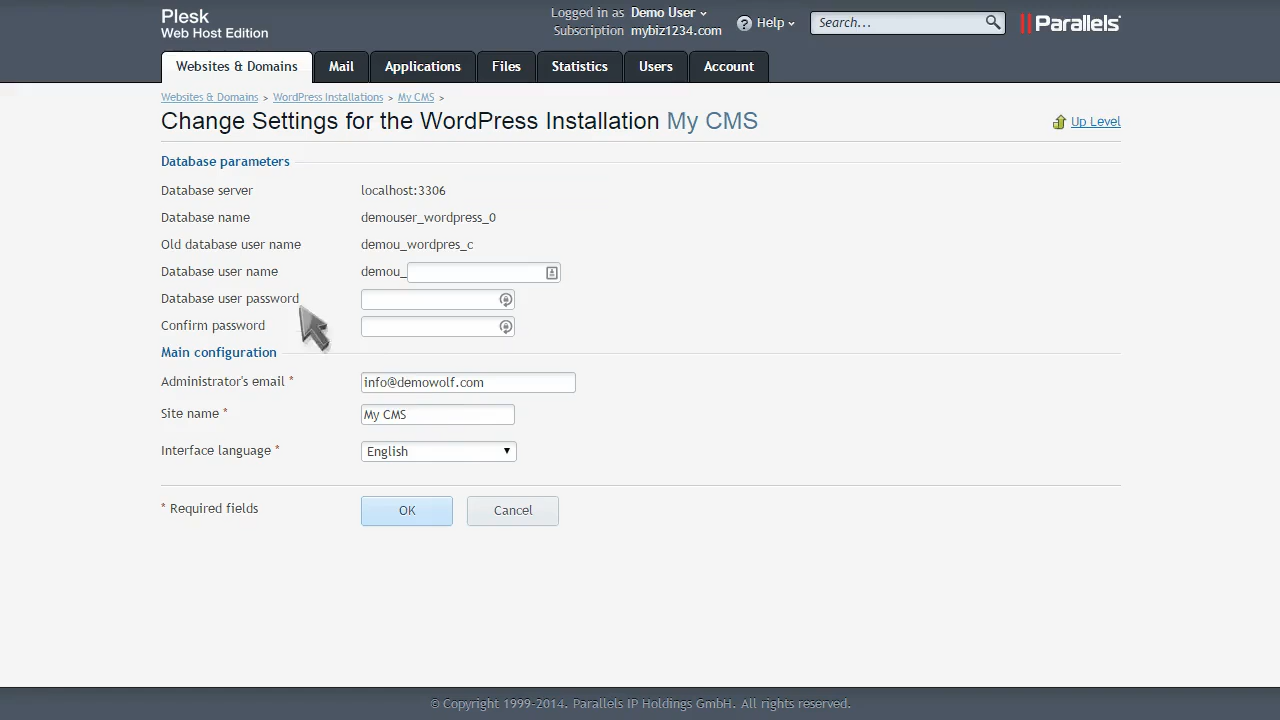 Plesk
Web Host Edition
Logged in as Demo User
Subscription mybiz1234.com
Help
Search...
Parallels
Websites & Domains
Mail
Applications
Files
Statistics
Users
Account
Websites & Domains > WordPress Installations > My CMS >
Change Settings for the WordPress Installation My CMS
Up Level
Database parameters
Database server localhost:3306
Database name demouser_wordpress_0
Old database user name demou_wordpres_c
Database user name demou_
Database user password
Confirm password
Main configuration
Administrator's email * info@demowolf.com
Site name * My CMS
Interface language * English
* Required fields
OK
Cancel
© Copyright 1999-2014. Parallels IP Holdings GmbH. All rights reserved.